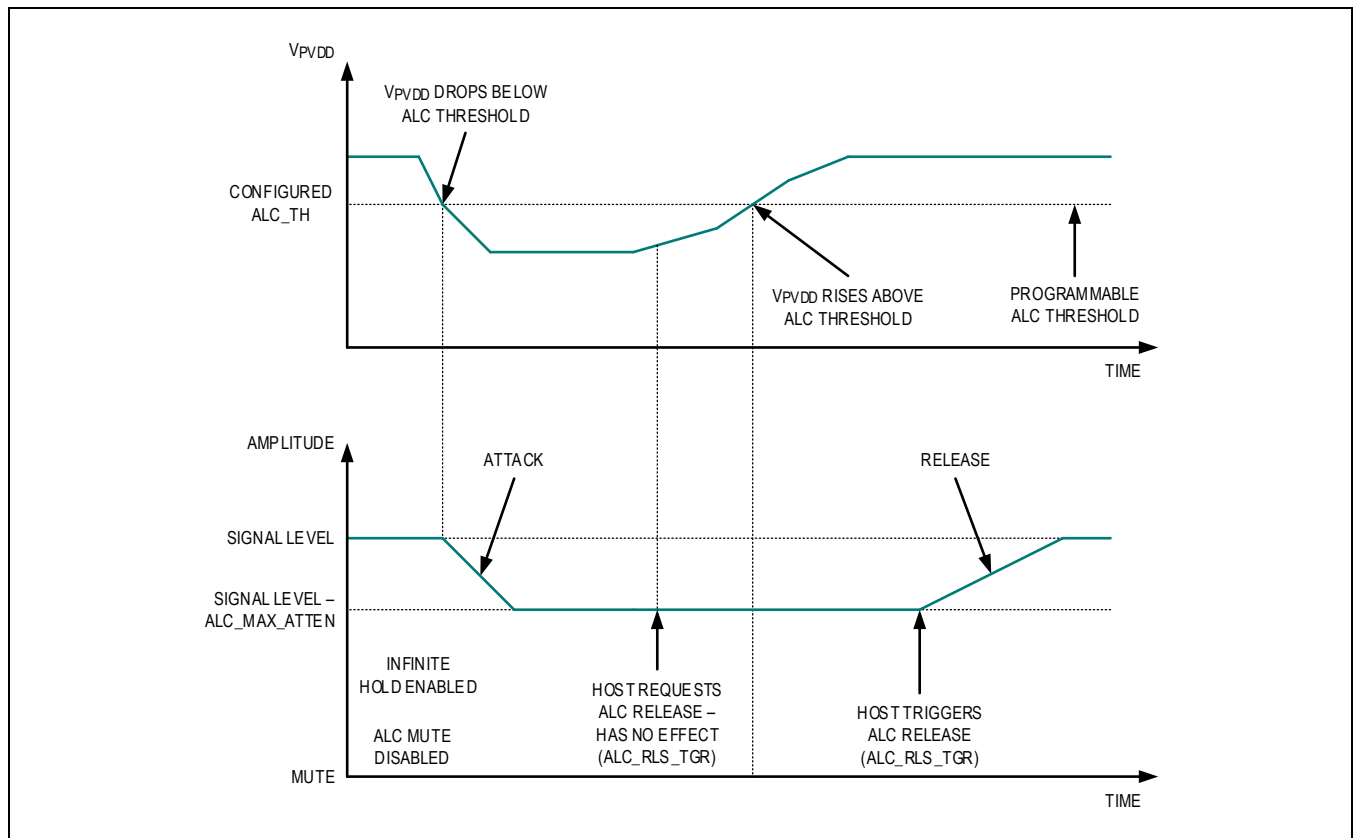 VPVDD
VPVDD DROPS BELOW
ALC THRESHOLD
CONFIGURED
ALC_TH
VPVDD RISES ABOVE
ALC THRESHOLD
PROGRAMMABLE
ALC THRESHOLD
TIME
AMPLITUDE
ATTACK
RELEASE
SIGNAL LEVEL
SIGNAL LEVEL –
ALC_MAX_ATTEN
INFINITE
HOLD ENABLED
ALC MUTE
DISABLED
HOST REQUESTS
ALC RELEASE –
HAS NO EFFECT
(ALC_RLS_TGR)
HOST TRIGGERS
ALC RELEASE
(ALC_RLS_TGR)
MUTE
TIME